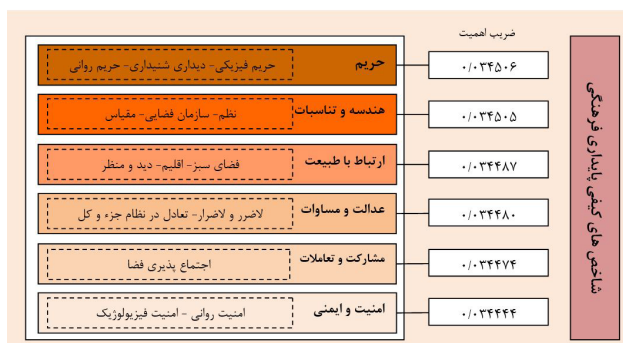 ضریب اهمیت
شاخص های کیفی پایداری فرهنگی
۰/۰۳۴۵۰۶
حریم
حریم فیزیکی- دیداری شنیداری- حریم روانی
۰/۰۳۴۵۰۵
هندسه و تناسبات
نظم- سازمان فضایی- مقیاس
۰/۰۳۴۴۸۷
ارتباط با طبیعت
فضای سبز- اقلیم- دید و منظر
۰/۰۳۴۴۸۰
عدالت و مساوات
لاضرر و لاضرار- تعادل در نظام جزء و کل
۰/۰۳۴۴۷۴
مشارکت و تعاملات
اجتماع پذیری فضا
۰/۰۳۴۴۴۴
امنیت و ایمنی
امنیت روانی - امنیت فیزیولوژیک